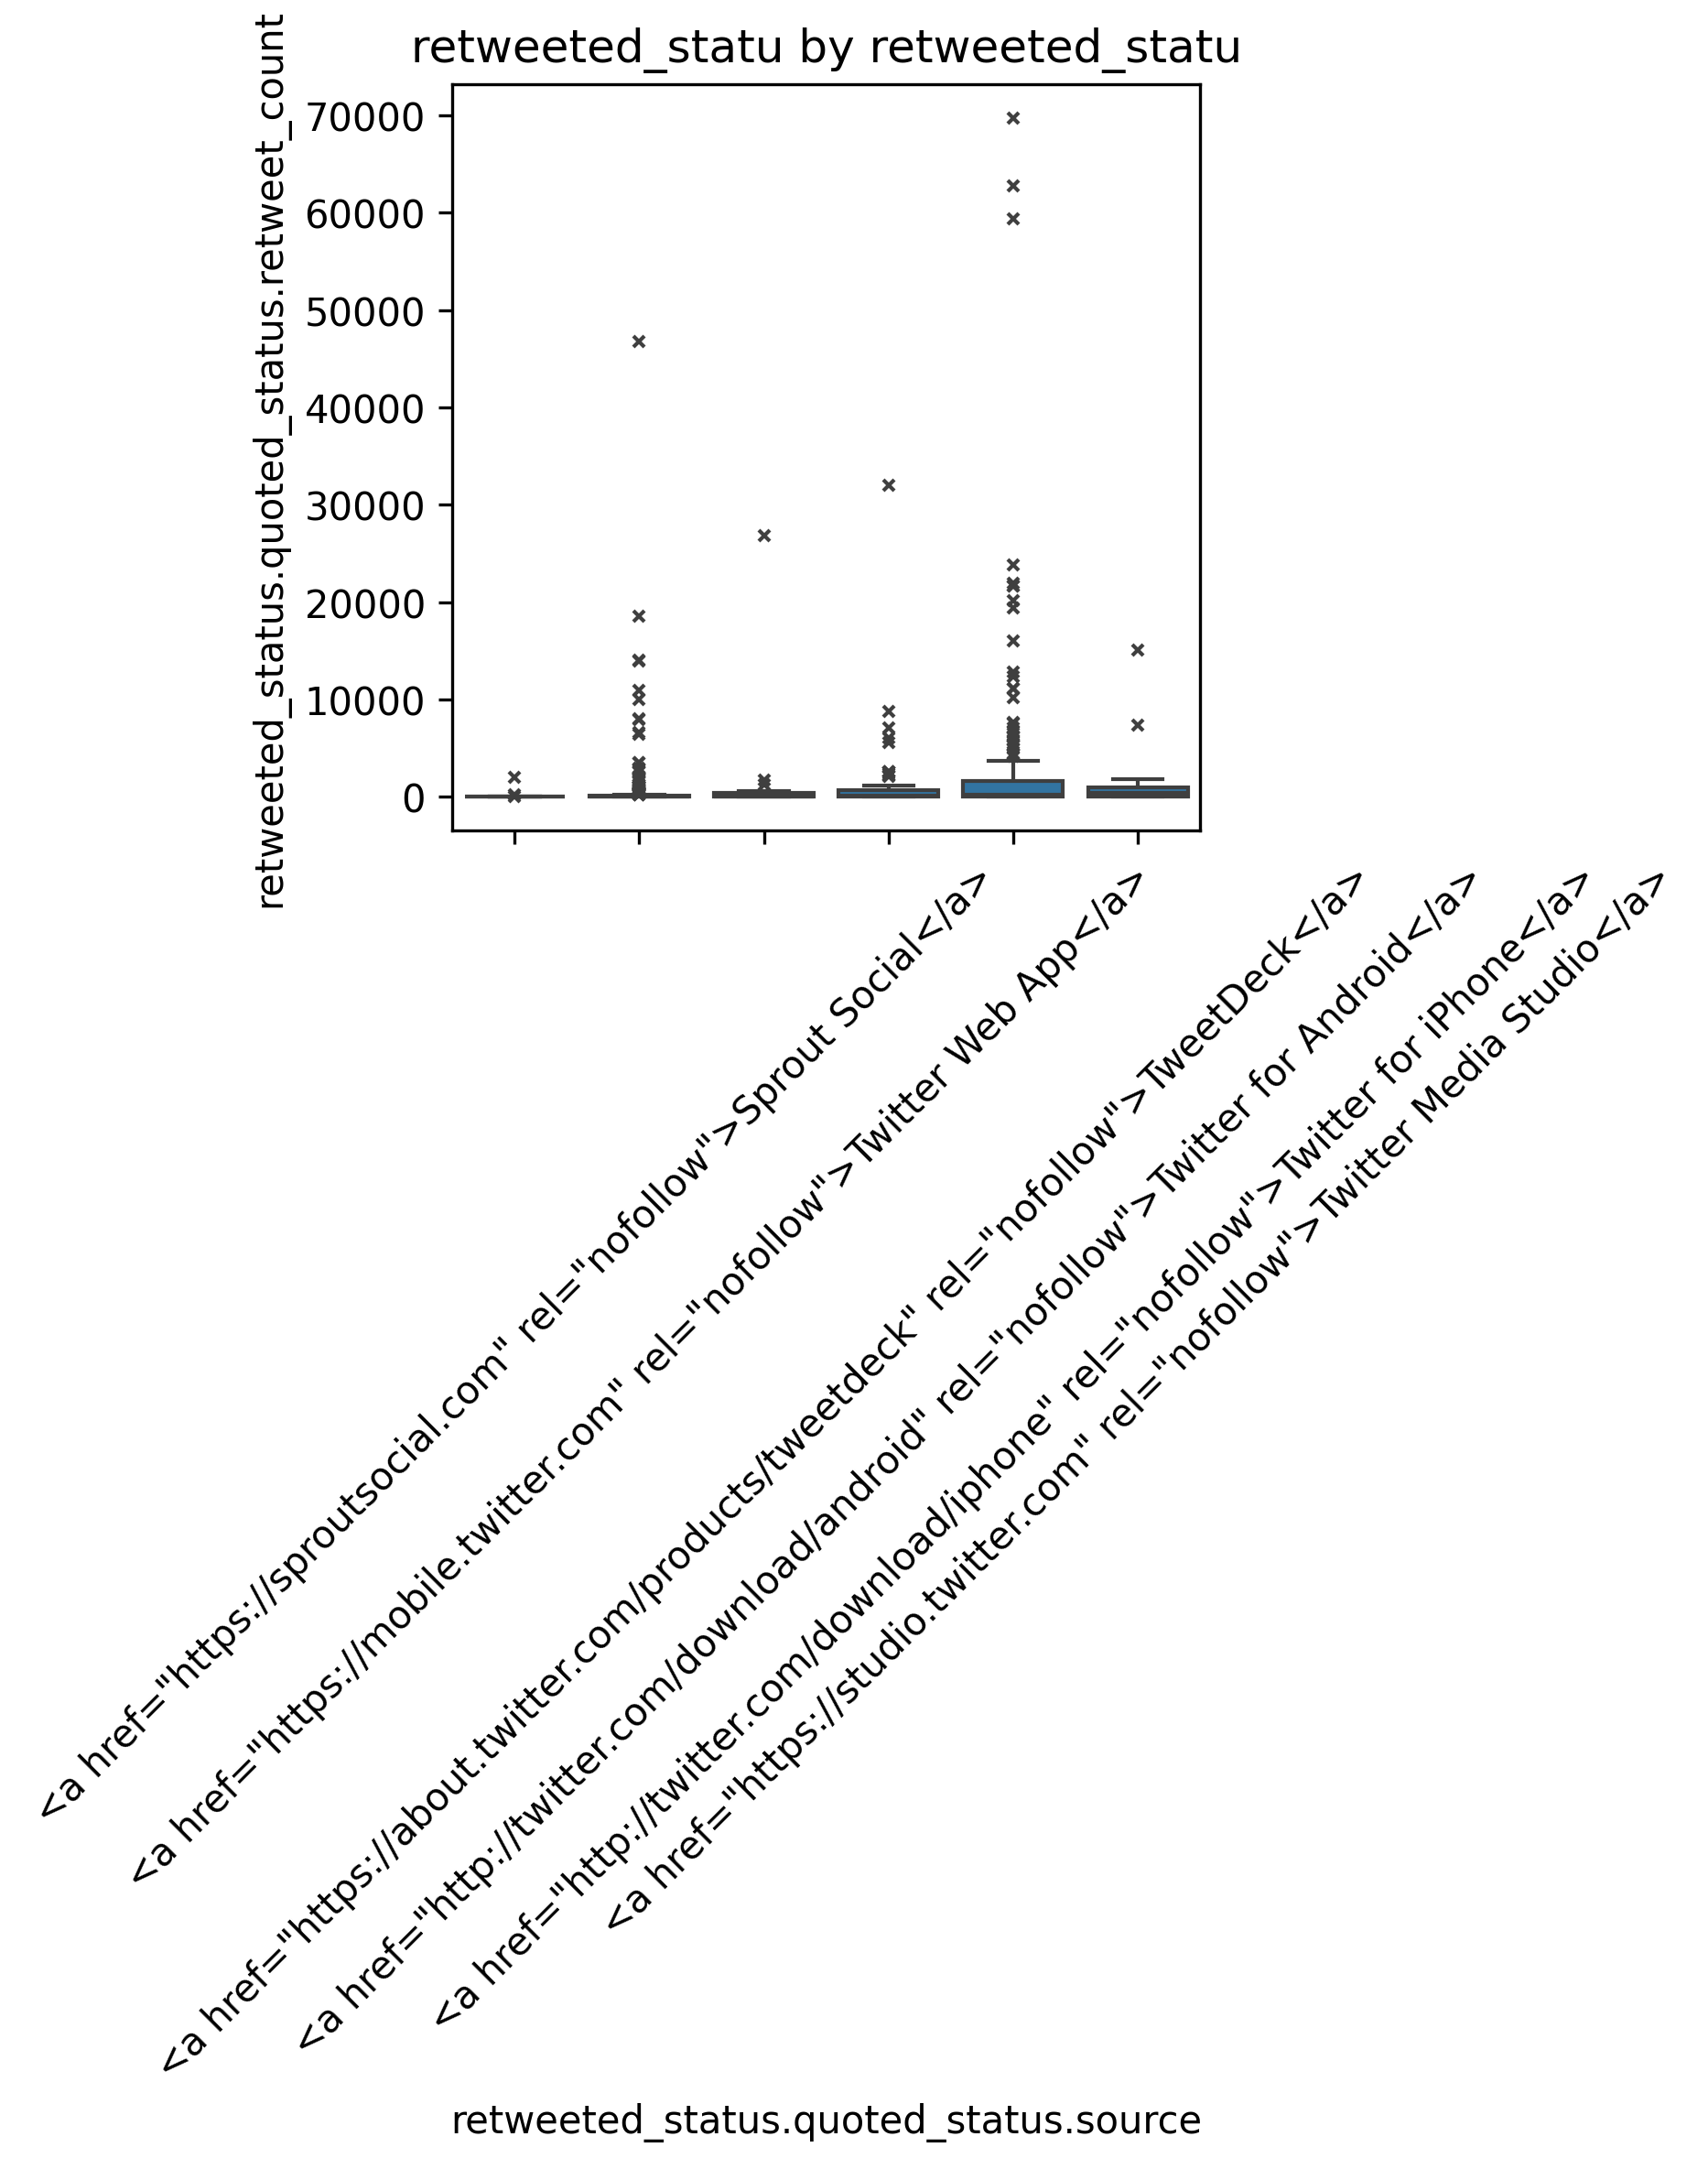 retweeted_statu by retweeted_statu
retweeted_status.quoted_status.retweet_count
70000
60000
50000
40000
30000
20000
10000
0
<a href="https://sproutsocial.com" rel="nofollow">Sprout Social</a>
<a href="https://mobile.twitter.com" rel="nofollow">Twitter Web App</a>
<a href="https://about.twitter.com/products/tweetdeck" rel="nofollow">TweetDeck</a>
<a href="http://twitter.com/download/android" rel="nofollow">Twitter for Android</a>
<a href="http://twitter.com/download/iphone" rel="nofollow">Twitter for iPhone</a>
<a href="https://studio.twitter.com" rel="nofollow">Twitter Media Studio</a>
retweeted_status.quoted_status.source